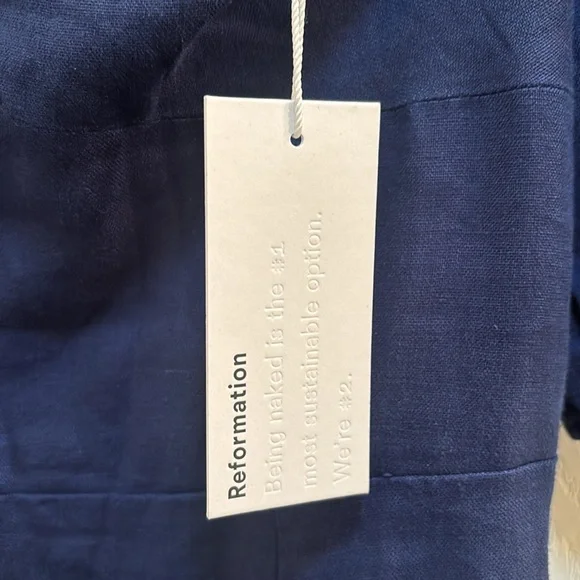 Reformation
Being naked is the #1
most sustainable option.
We're #2.